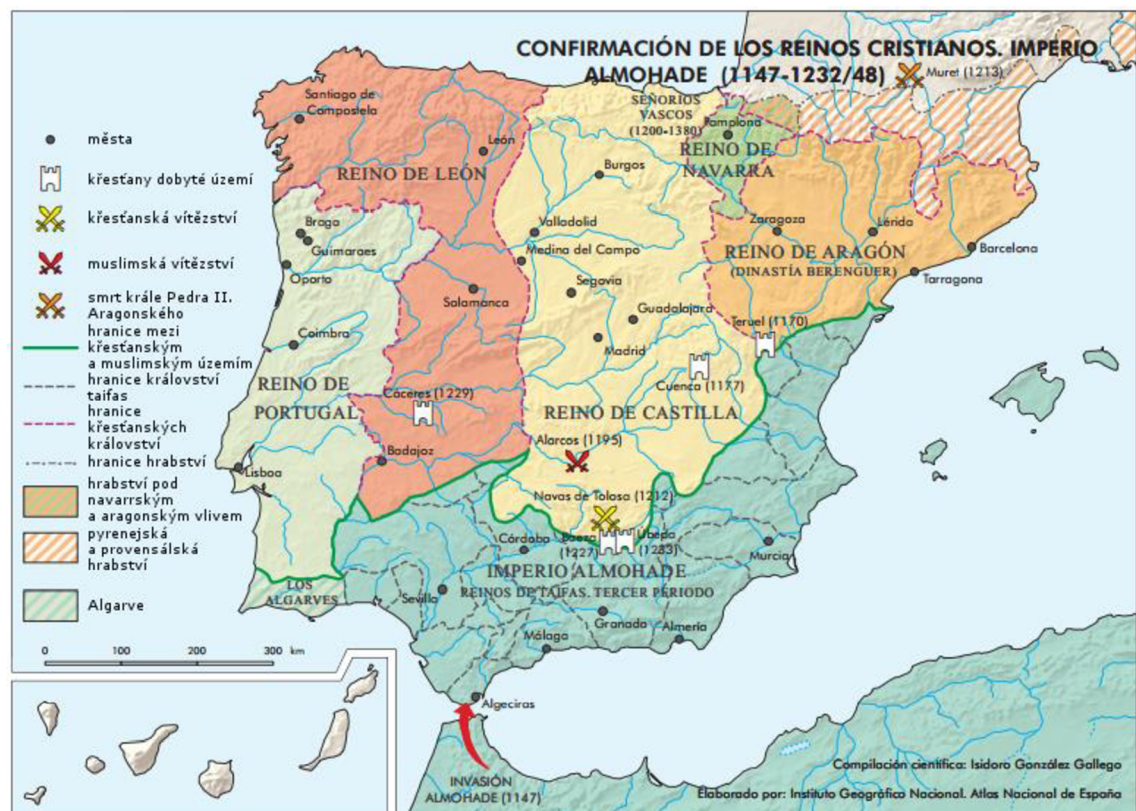 CONFIRMACIÓN DE LOS REINOS CRISTIANOS. IMPERIO
ALMOHADE (1147-1232/48)
Muret (1213)
města
křesťany dobyté území
křesťanská vítězství
muslimská vítězství
smrt krále Pedra II.
Aragonského
hranice mezi
křesťanským
a muslimským územím
hranice království
taifas
hranice
křesťanských
království
hranice hrabství
hrabství pod
navarrským
a aragonským vlivem
pyrenejská
a provensálská
hrabství
Algarve
0 100 200 300 km
Santiago de
Compostela
León
REINO DE LEÓN
SEÑORIOS
VASCOS
(1200-1380)
Pamplona
REINO DE
NAVARRA
Burgos
Braga
Guimaraes
Oporto
Valladolid
Medina del Campo
Zaragoza
Lérida
Barcelona
REINO DE ARAGÓN
(DINASTÍA BERENGUER)
Tarragona
Salamanca
Segovia
Guadalajara
Madrid
Teruel (1170)
Coimbra
Cuenca (1177)
REINO DE
PORTUGAL
Cáceres (1229)
REINO DE CASTILLA
Alarcos (1195)
Badajoz
Lisboa
Navas de Tolosa (1212)
Córdoba
Baeza
(1227)
Úbeda
(1233)
Murcia
IMPERIO ALMOHADE
REINOS DE TAIFAS. TERCER PERIODO
LOS
ALGARVES
Sevilla
Granada
Málaga
Almería
Algeciras
INVASIÓN
ALMOHADE (1147)
Compilación científica: Isidoro González Gallego
Elaborado por: Instituto Geográfico Nacional. Atlas Nacional de España